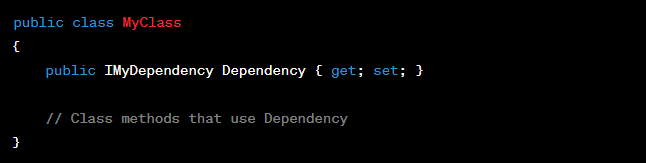 public class MyClass
{
    public IMyDependency Dependency { get; set; }

    // Class methods that use Dependency
}